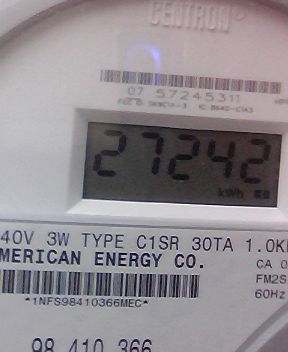 CENTRON®
07 57245311
27242
kWh
40V 3W TYPE C1SR 30TA 1.0K
MERICAN ENERGY CO.
CA 0
FM2S
60Hz
*1NFS98410366MEC*
98 410 366